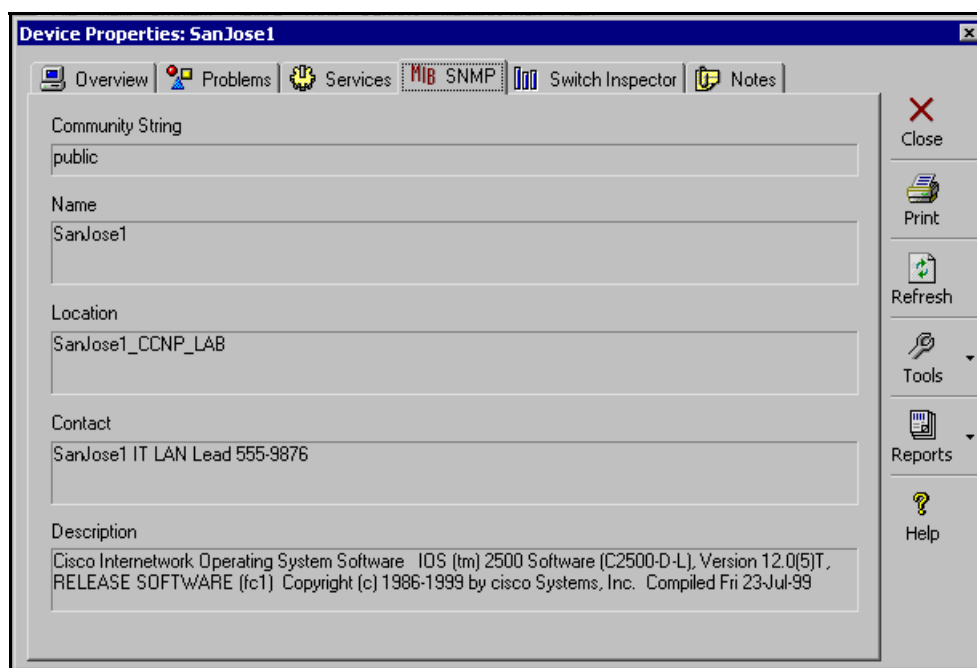 Device Properties: SanJose1
Overview
Problems
Services
MIB SNMP
Switch Inspector
Notes
Community String
public
Name
SanJose1
Location
SanJose1_CCNP_LAB
Contact
SanJose1 IT LAN Lead 555-9876
Description
Cisco Internetwork Operating System Software IOS (tm) 2500 Software (C2500-D-L), Version 12.0(5)T,
RELEASE SOFTWARE (fc1) Copyright (c) 1986-1999 by cisco Systems, Inc. Compiled Fri 23-Jul-99
Close
Print
Refresh
Tools
Reports
Help